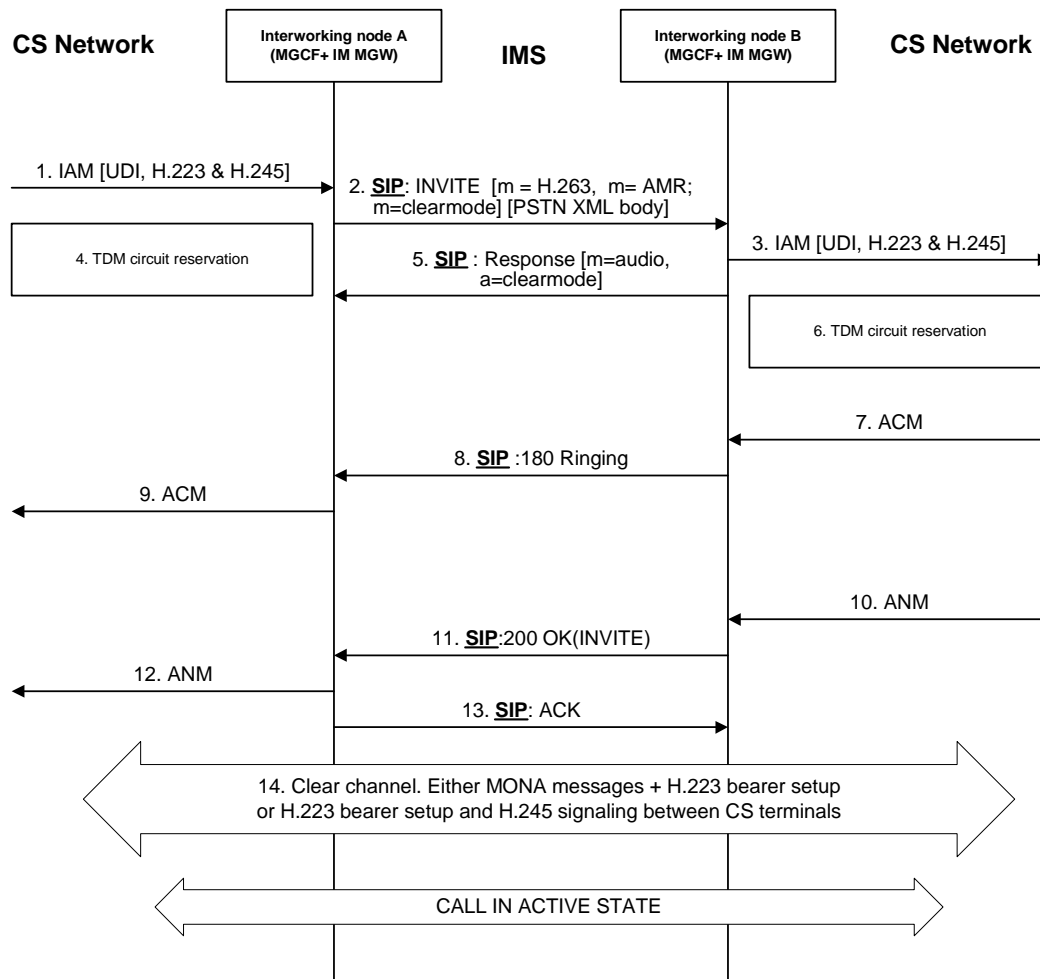 CS Network
Interworking node A
(MGCF+ IM MGW)
IMS
Interworking node B
(MGCF+ IM MGW)
CS Network
1. IAM [UDI, H.223 & H.245]
2. SIP: INVITE [m = H.263, m= AMR;
m=clearmode] [PSTN XML body]
3. IAM [UDI, H.223 & H.245]
4. TDM circuit reservation
5. SIP : Response [m=audio,
a=clearmode]
6. TDM circuit reservation
7. ACM
8. SIP :180 Ringing
9. ACM
10. ANM
11. SIP:200 OK(INVITE)
12. ANM
13. SIP: ACK
14. Clear channel. Either MONA messages + H.223 bearer setup
or H.223 bearer setup and H.245 signaling between CS terminals
CALL IN ACTIVE STATE